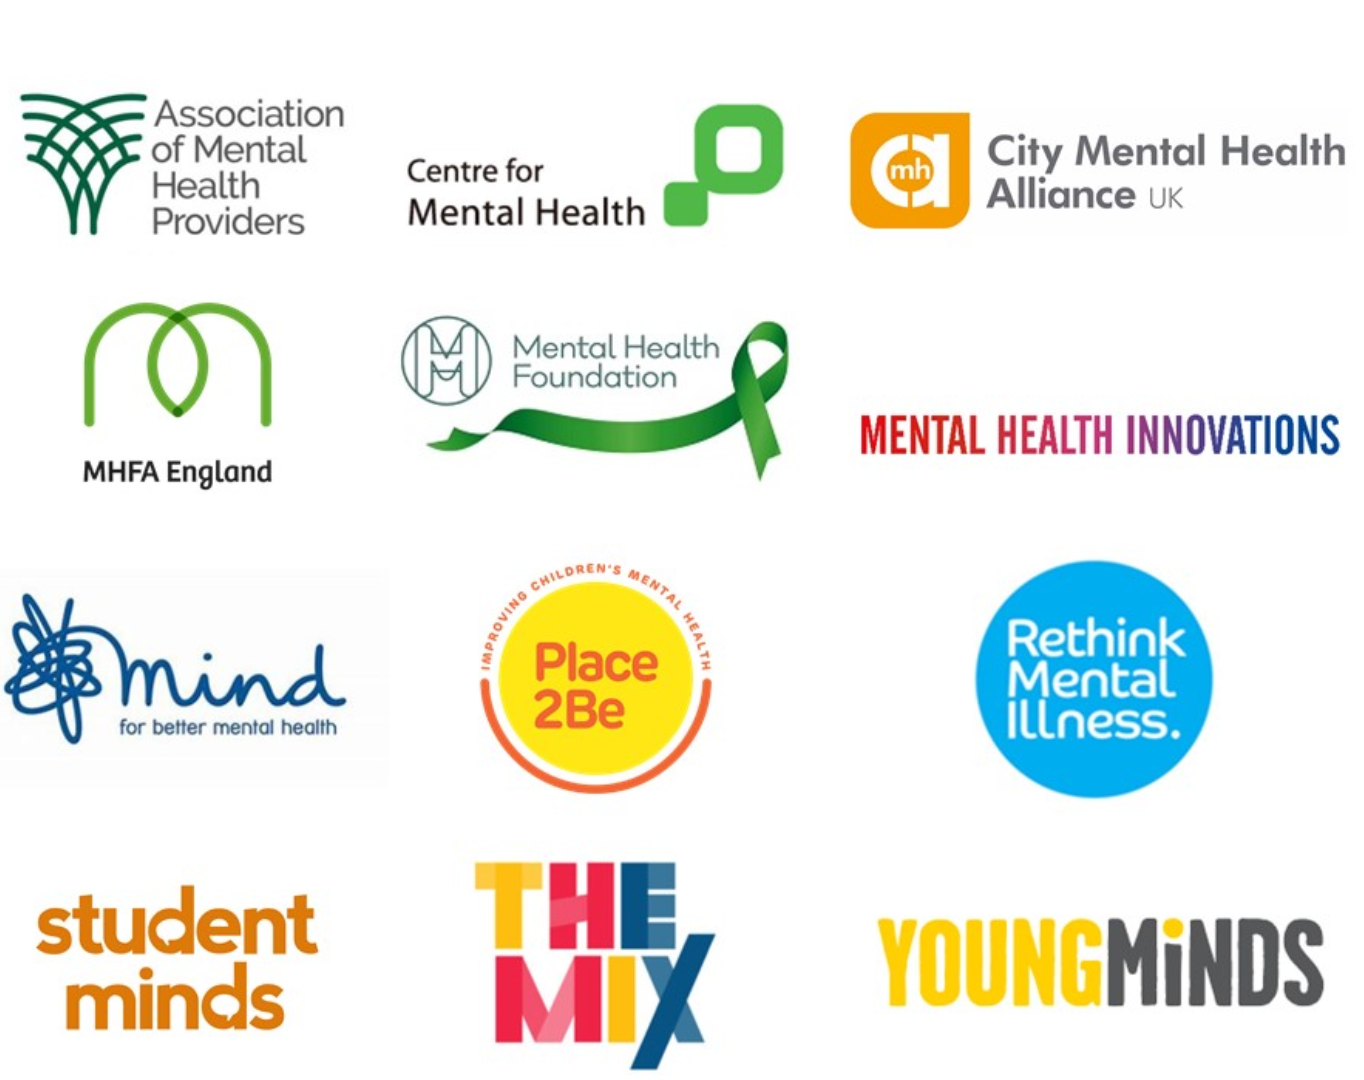 Association
of Mental
Health
Providers
Centre for
Mental Health
mh
City Mental Health
Alliance UK
MHFA England
Mental Health
Foundation
MENTAL HEALTH INNOVATIONS
mind
for better mental health
IMPROVING CHILDREN'S MENTAL HEALTH
Place
2Be
Rethink
Mental
Illness.
student
minds
THE
MIX
YOUNGMiNDS